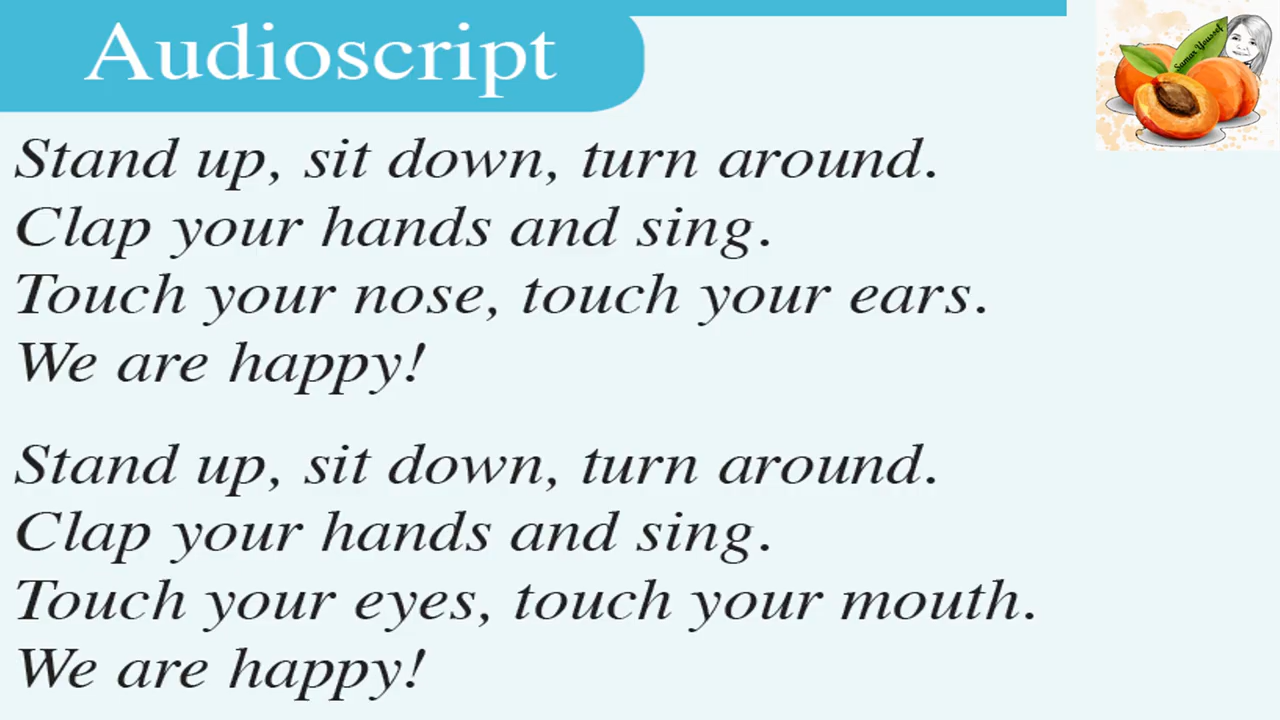 Audioscript
Samar Youssof
Stand up, sit down, turn around.
Clap your hands and sing.
Touch your nose, touch your ears.
We are happy!
Stand up, sit down, turn around.
Clap your hands and sing.
Touch your eyes, touch your mouth.
We are happy!